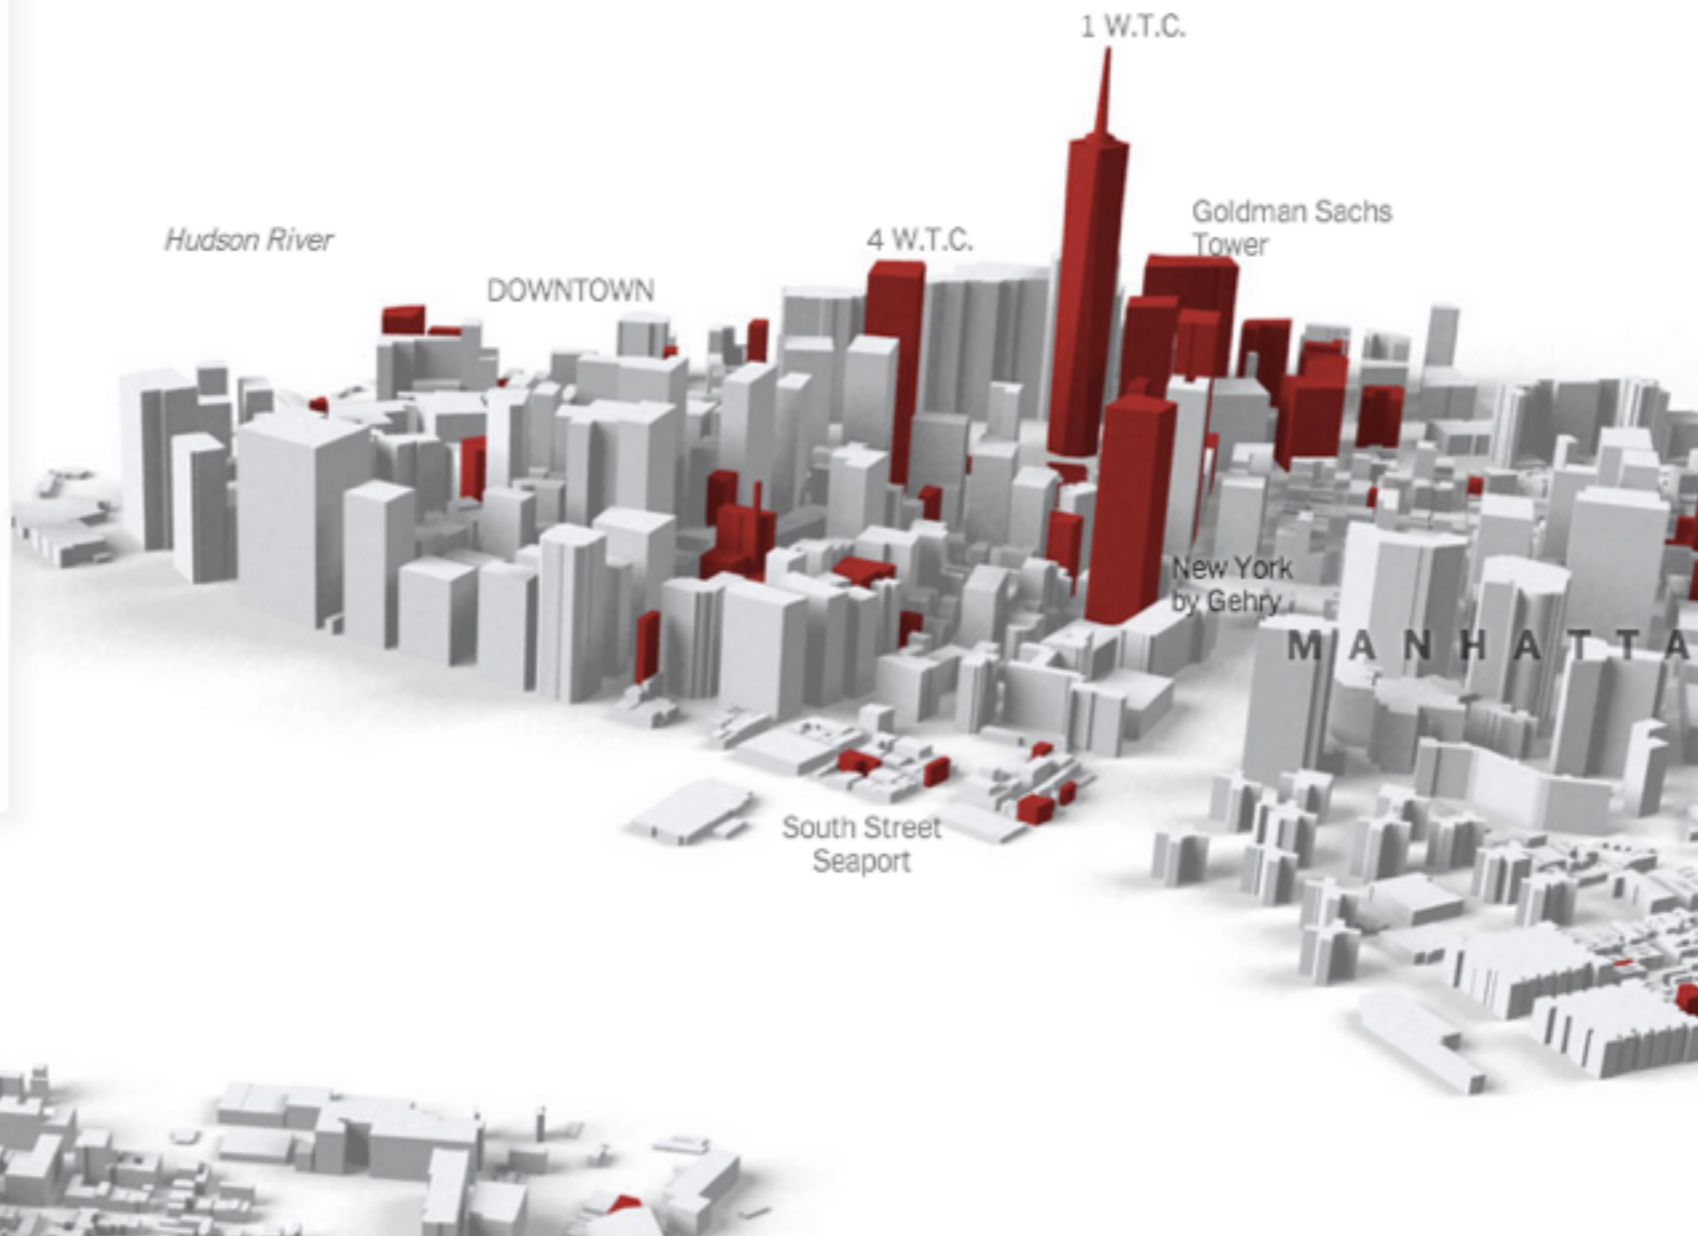 1 W.T.C.
Goldman Sachs
Tower
4 W.T.C.
Hudson River
DOWNTOWN
New York
by Gehry
MANHATTA
South Street
Seaport